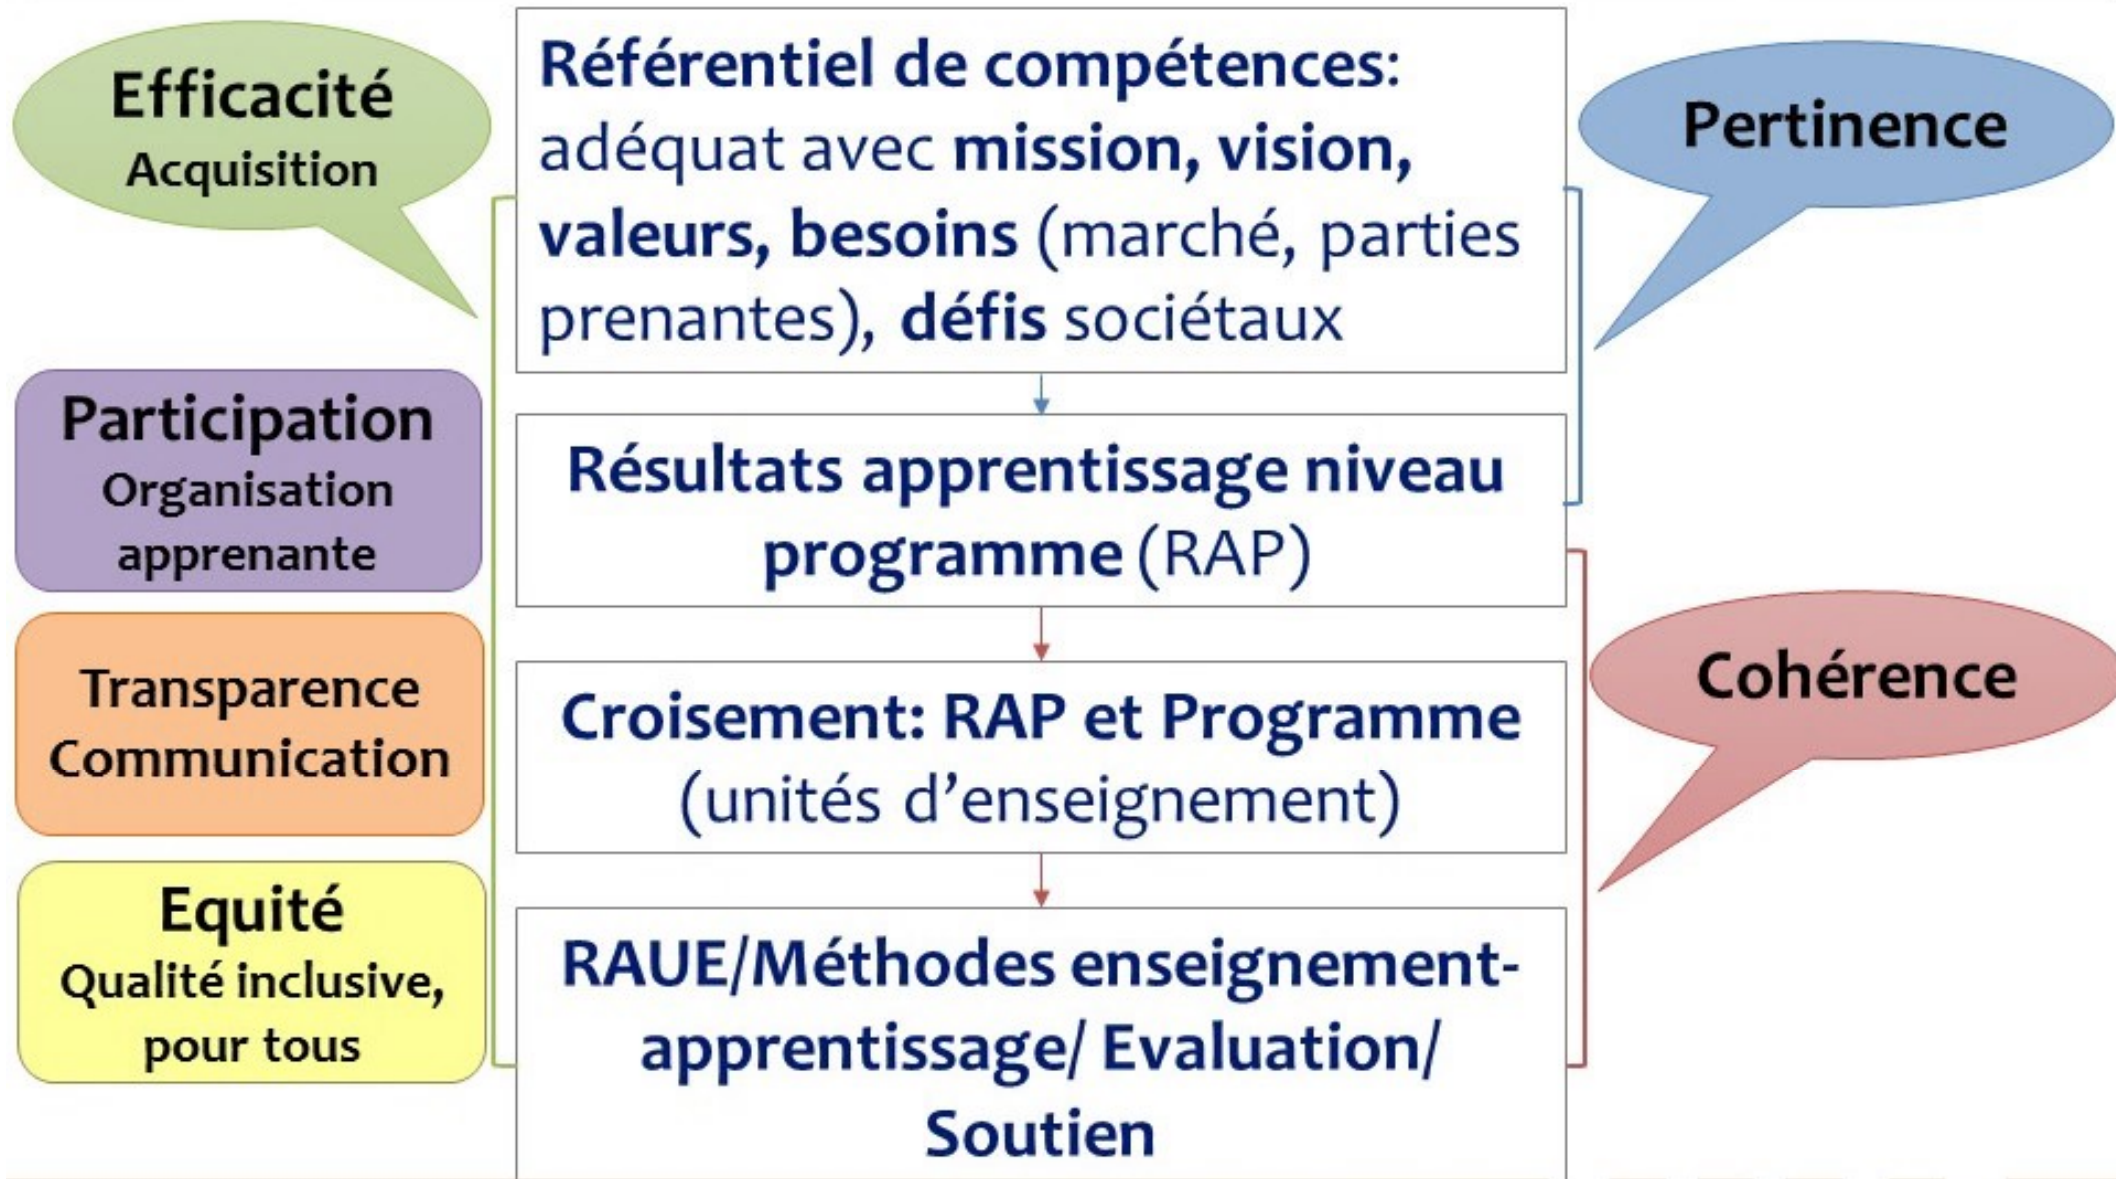 Efficacité
Acquisition
Référentiel de compétences:
adéquat avec mission, vision,
valeurs, besoins (marché, parties
prenantes), défis sociétaux
Pertinence
Participation
Organisation
apprenante
Résultats apprentissage niveau
programme (RAP)
Transparence
Communication
Croisement: RAP et Programme
(unités d’enseignement)
Cohérence
Equité
Qualité inclusive,
pour tous
RAUE/Méthodes enseignement-
apprentissage/ Evaluation/
Soutien